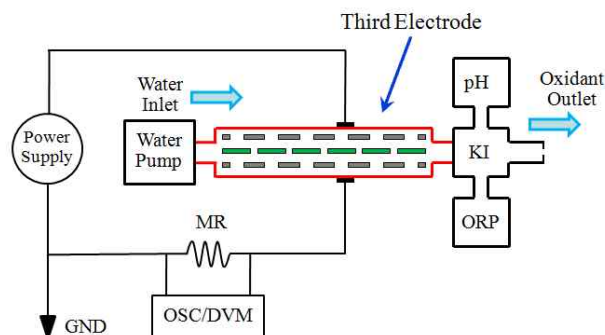 Third Electrode
Water
Inlet
pH
Oxidant
Outlet
Power
Supply
Water
Pump
KI
MR
ORP
OSC/DVM
GND